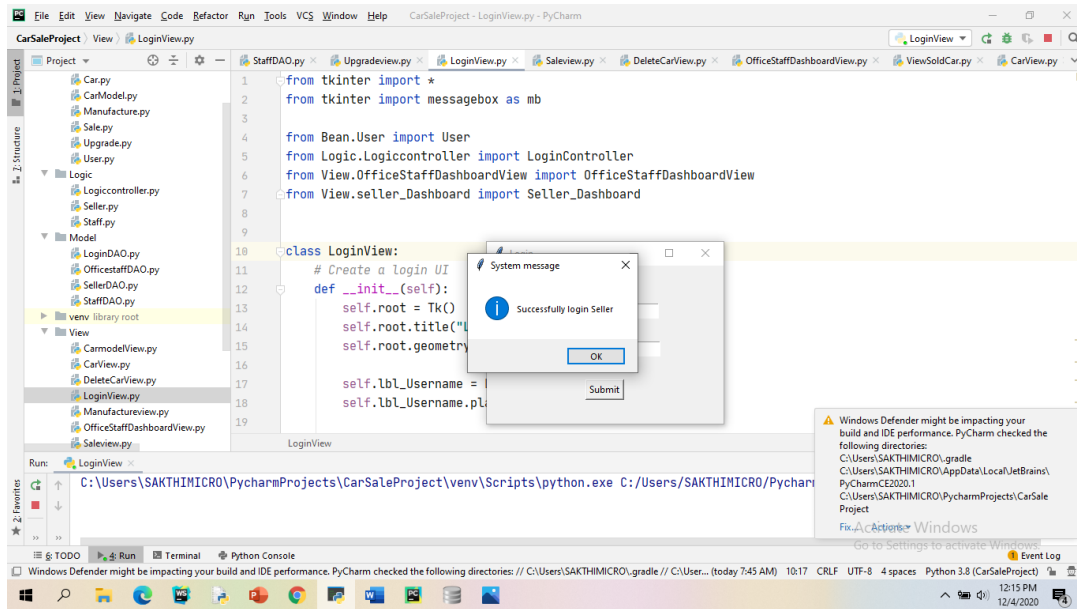 File Edit View Navigate Code Refactor Run Tools VCS Window Help CarSaleProject - LoginView.py - PyCharm
CarSaleProject View LoginView.py
LoginView
1: Project
Project
StaffDAO.py Upgradeview.py LoginView.py Saleview.py DeleteCarView.py OfficeStaffDashboardView.py ViewSoldCar.py CarView.py
Car.py
CarModel.py
Manufacture.py
Sale.py
Upgrade.py
User.py
Logic
Logiccontroller.py
Seller.py
Staff.py
Model
LoginDAO.py
OfficestaffDAO.py
SellerDAO.py
StaffDAO.py
venv library root
View
CarmodelView.py
CarView.py
DeleteCarView.py
LoginView.py
Manufactureview.py
OfficeStaffDashboardView.py
Saleview.py
Z: Structure
1 from tkinter import *
2 from tkinter import messagebox as mb
3
4 from Bean.User import User
5 from Logic.Logiccontroller import LoginController
6 from View.OfficeStaffDashboardView import OfficeStaffDashboardView
7 from View.seller_Dashboard import Seller_Dashboard
8
9
10 class LoginView:
11 # Create a login UI
12 def __init__(self):
13 self.root = Tk()
14 self.root.title("L
15 self.root.geometry
16
17 self.lbl_Username =
18 self.lbl_Username.pla
19
LoginView
Login
System message
Successfully login Seller
OK
Submit
Windows Defender might be impacting your
build and IDE performance. PyCharm checked the
following directories:
C:\Users\SAKTHIMICRO\.gradle
C:\Users\SAKTHIMICRO\AppData\Local\JetBrains\
PyCharmCE2020.1
C:\Users\SAKTHIMICRO\PycharmProjects\CarSale
Project
Fix... Actions
Activate Windows
Go to Settings to activate Windows.
Run: LoginView
C:\Users\SAKTHIMICRO\PycharmProjects\CarSaleProject\venv\Scripts\python.exe C:/Users/SAKTHIMICRO/Pycharm
2: Favorites
6: TODO 4: Run Terminal Python Console
1 Event Log
Windows Defender might be impacting your build and IDE performance. PyCharm checked the following directories: // C:\Users\SAKTHIMICRO\.gradle // C:\User... (today 7:45 AM) 10:17 CRLF UTF-8 4 spaces Python 3.8 (CarSaleProject)
12:15 PM
12/4/2020
4